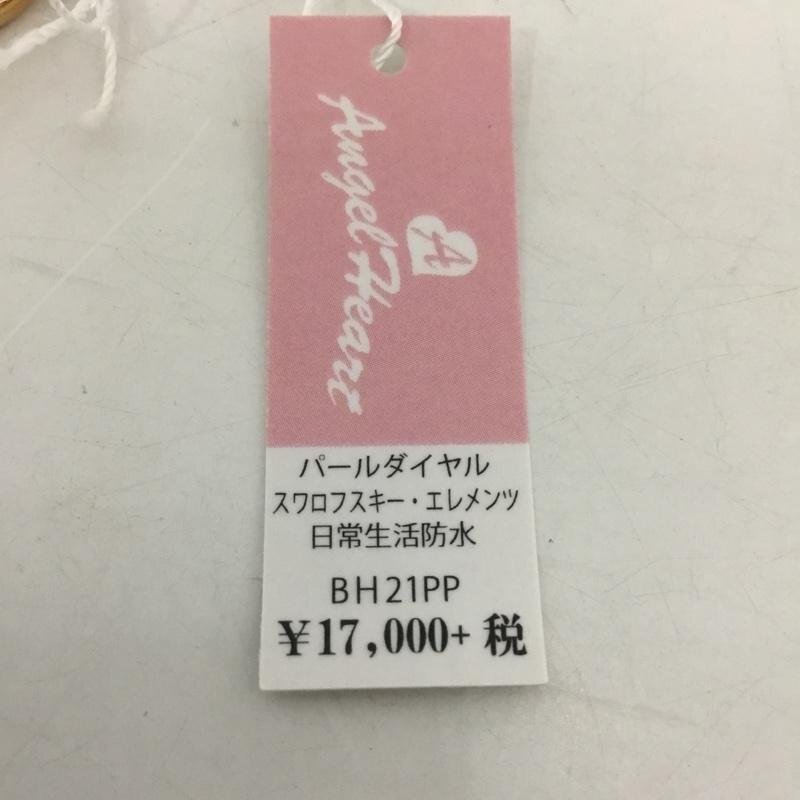 Angel Heart
A
パールダイヤル
スワロフスキー・エレメンツ
日常生活防水
BH21PP
¥17,000+ 税